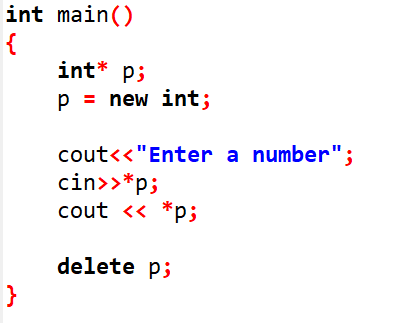 int main()
{
int* p;
p = new int;
cout<<"Enter a number";
cin>>*p;
cout << *p;
delete p;
}